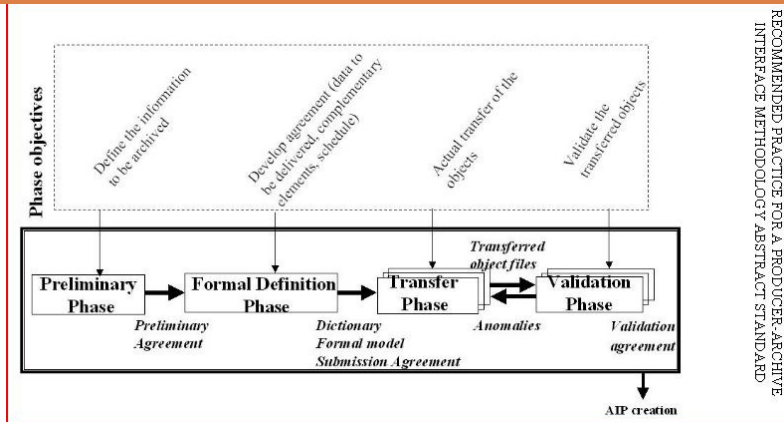 RECOMMENDED PRACTICE FOR A PRODUCER-ARCHIVE
INTERFACE METHODOLOGY ABSTRACT STANDARD
Phase objectives
Define the information
to be archived
Develop agreement (data to
be delivered, complementary
elements, schedule)
Actual transfer of the
objects
Validate the
transferred objects
Preliminary
Phase
Preliminary
Agreement
Formal Definition
Phase
Dictionary
Formal model
Submission Agreement
Transfer
Phase
Transferred
object files
Anomalies
Validation
Phase
Validation
agreement
AIP creation